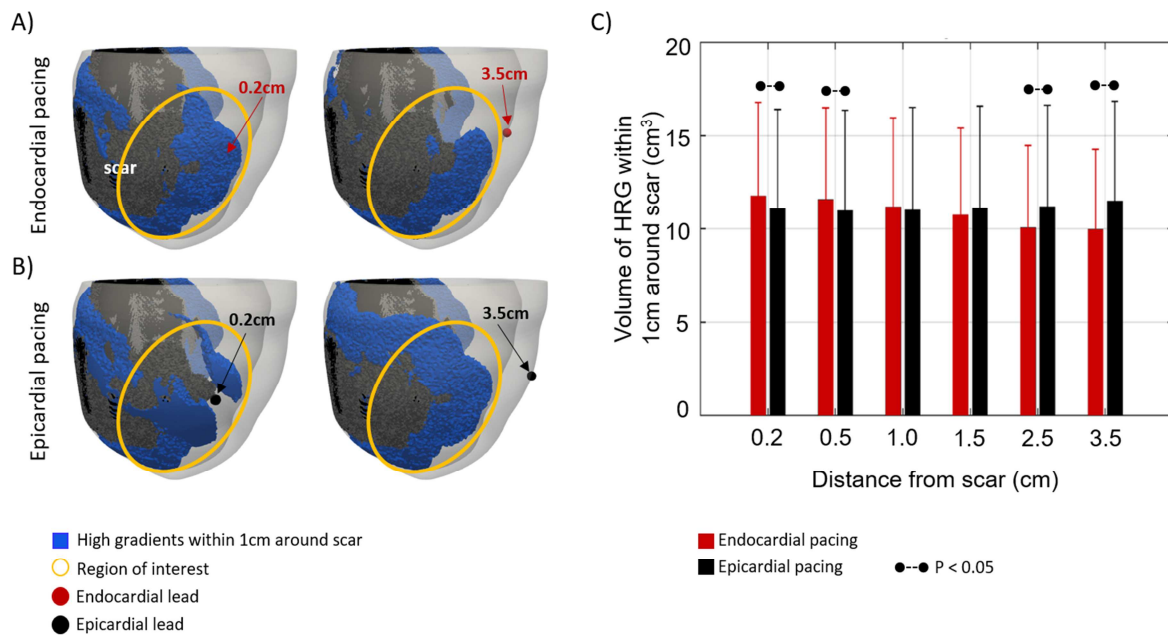 A)
Endocardial pacing
0.2cm
scar
3.5cm
B)
Epicardial pacing
0.2cm
3.5cm
High gradients within 1cm around scar
Region of interest
Endocardial lead
Epicardial lead
C)
Volume of HRG within
1cm around scar (cm³)
20
15
10
5
0
0.2 0.5 1.0 1.5 2.5 3.5
Distance from scar (cm)
Endocardial pacing
Epicardial pacing
P < 0.05